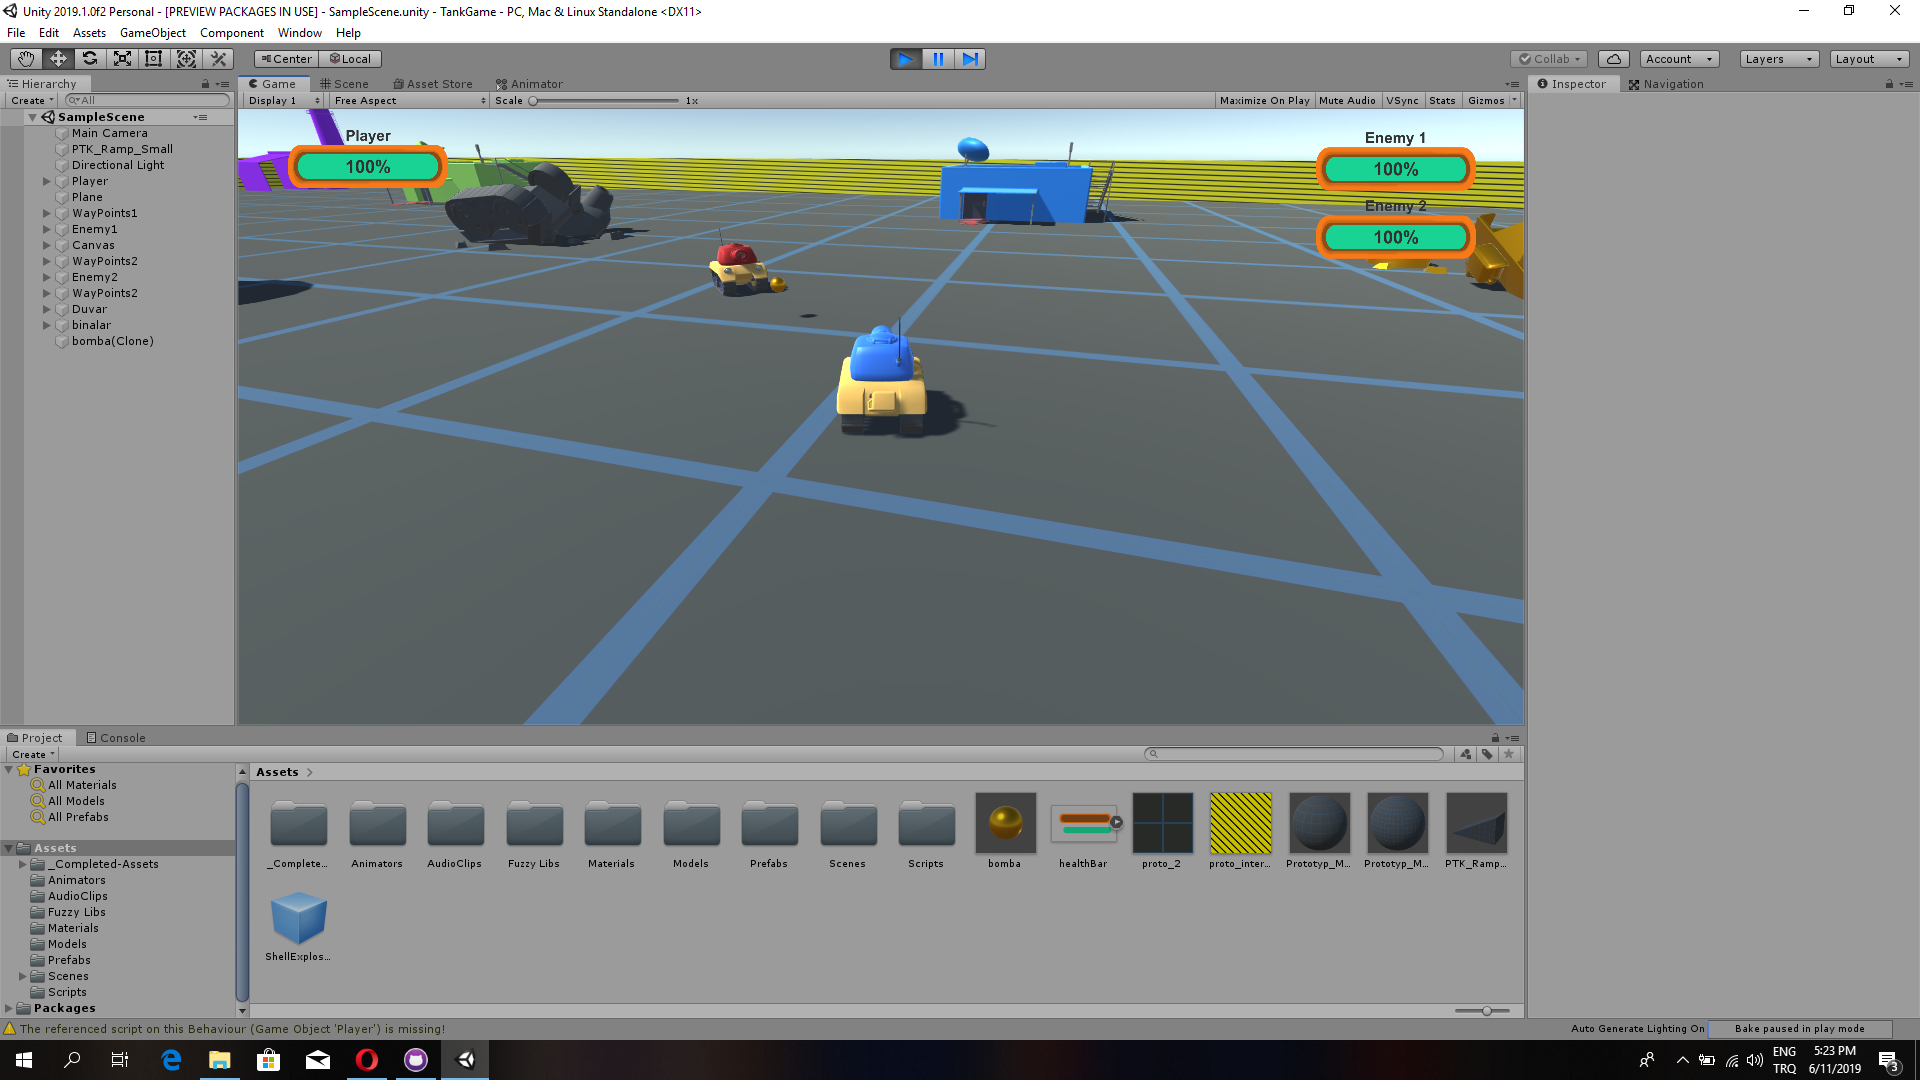 Unity 2019.1.0f2 Personal - [PREVIEW PACKAGES IN USE] - SampleScene.unity - TankGame - PC, Mac & Linux Standalone <DX11>
File Edit Assets GameObject Component Window Help
Center Local Collab Account Layers Layout
Hierarchy
Create All
SampleScene
Main Camera
PTK_Ramp_Small
Directional Light
Player
Plane
WayPoints1
Enemy1
Canvas
WayPoints2
Enemy2
WayPoints2
Duvar
binalar
bomba(Clone)
Game Scene Asset Store Animator
Display 1 Free Aspect Scale 1x Maximize On Play Mute Audio VSync Stats Gizmos
Player
100%
Enemy 1
100%
Enemy 2
100%
Inspector Navigation
Project Console
Create
Favorites
All Materials
All Models
All Prefabs
Assets
_Completed-Assets
Animators
AudioClips
Fuzzy Libs
Materials
Models
Prefabs
Scenes
Scripts
Packages
Assets
_Complete... Animators AudioClips Fuzzy Libs Materials Models Prefabs Scenes Scripts bomba healthBar proto_2 proto_inter... Prototyp_M... Prototyp_M... PTK_Ramp...
ShellExplos...
The referenced script on this Behaviour (Game Object 'Player') is missing!
Auto Generate Lighting On Bake paused in play mode
ENG
TRQ
5:23 PM
6/11/2019
3